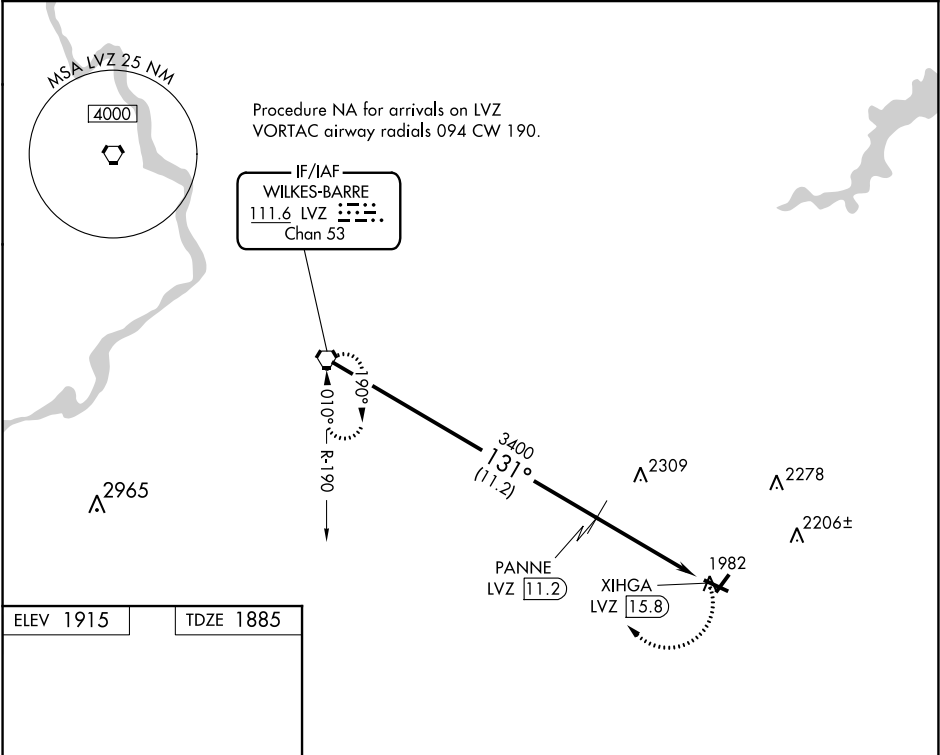 MSA LVZ 25 NM
4000
Procedure NA for arrivals on LVZ
VORTAC airway radials 094 CW 190.
IF/IAF
WILKES-BARRE
111.6 LVZ
Chan 53
190°
010°
R-190
3400
131°
(11.2)
2309
2278
2965
2206±
PANNE
LVZ 11.2
1982
XIHGA
LVZ 15.8
ELEV 1915
TDZE 1885